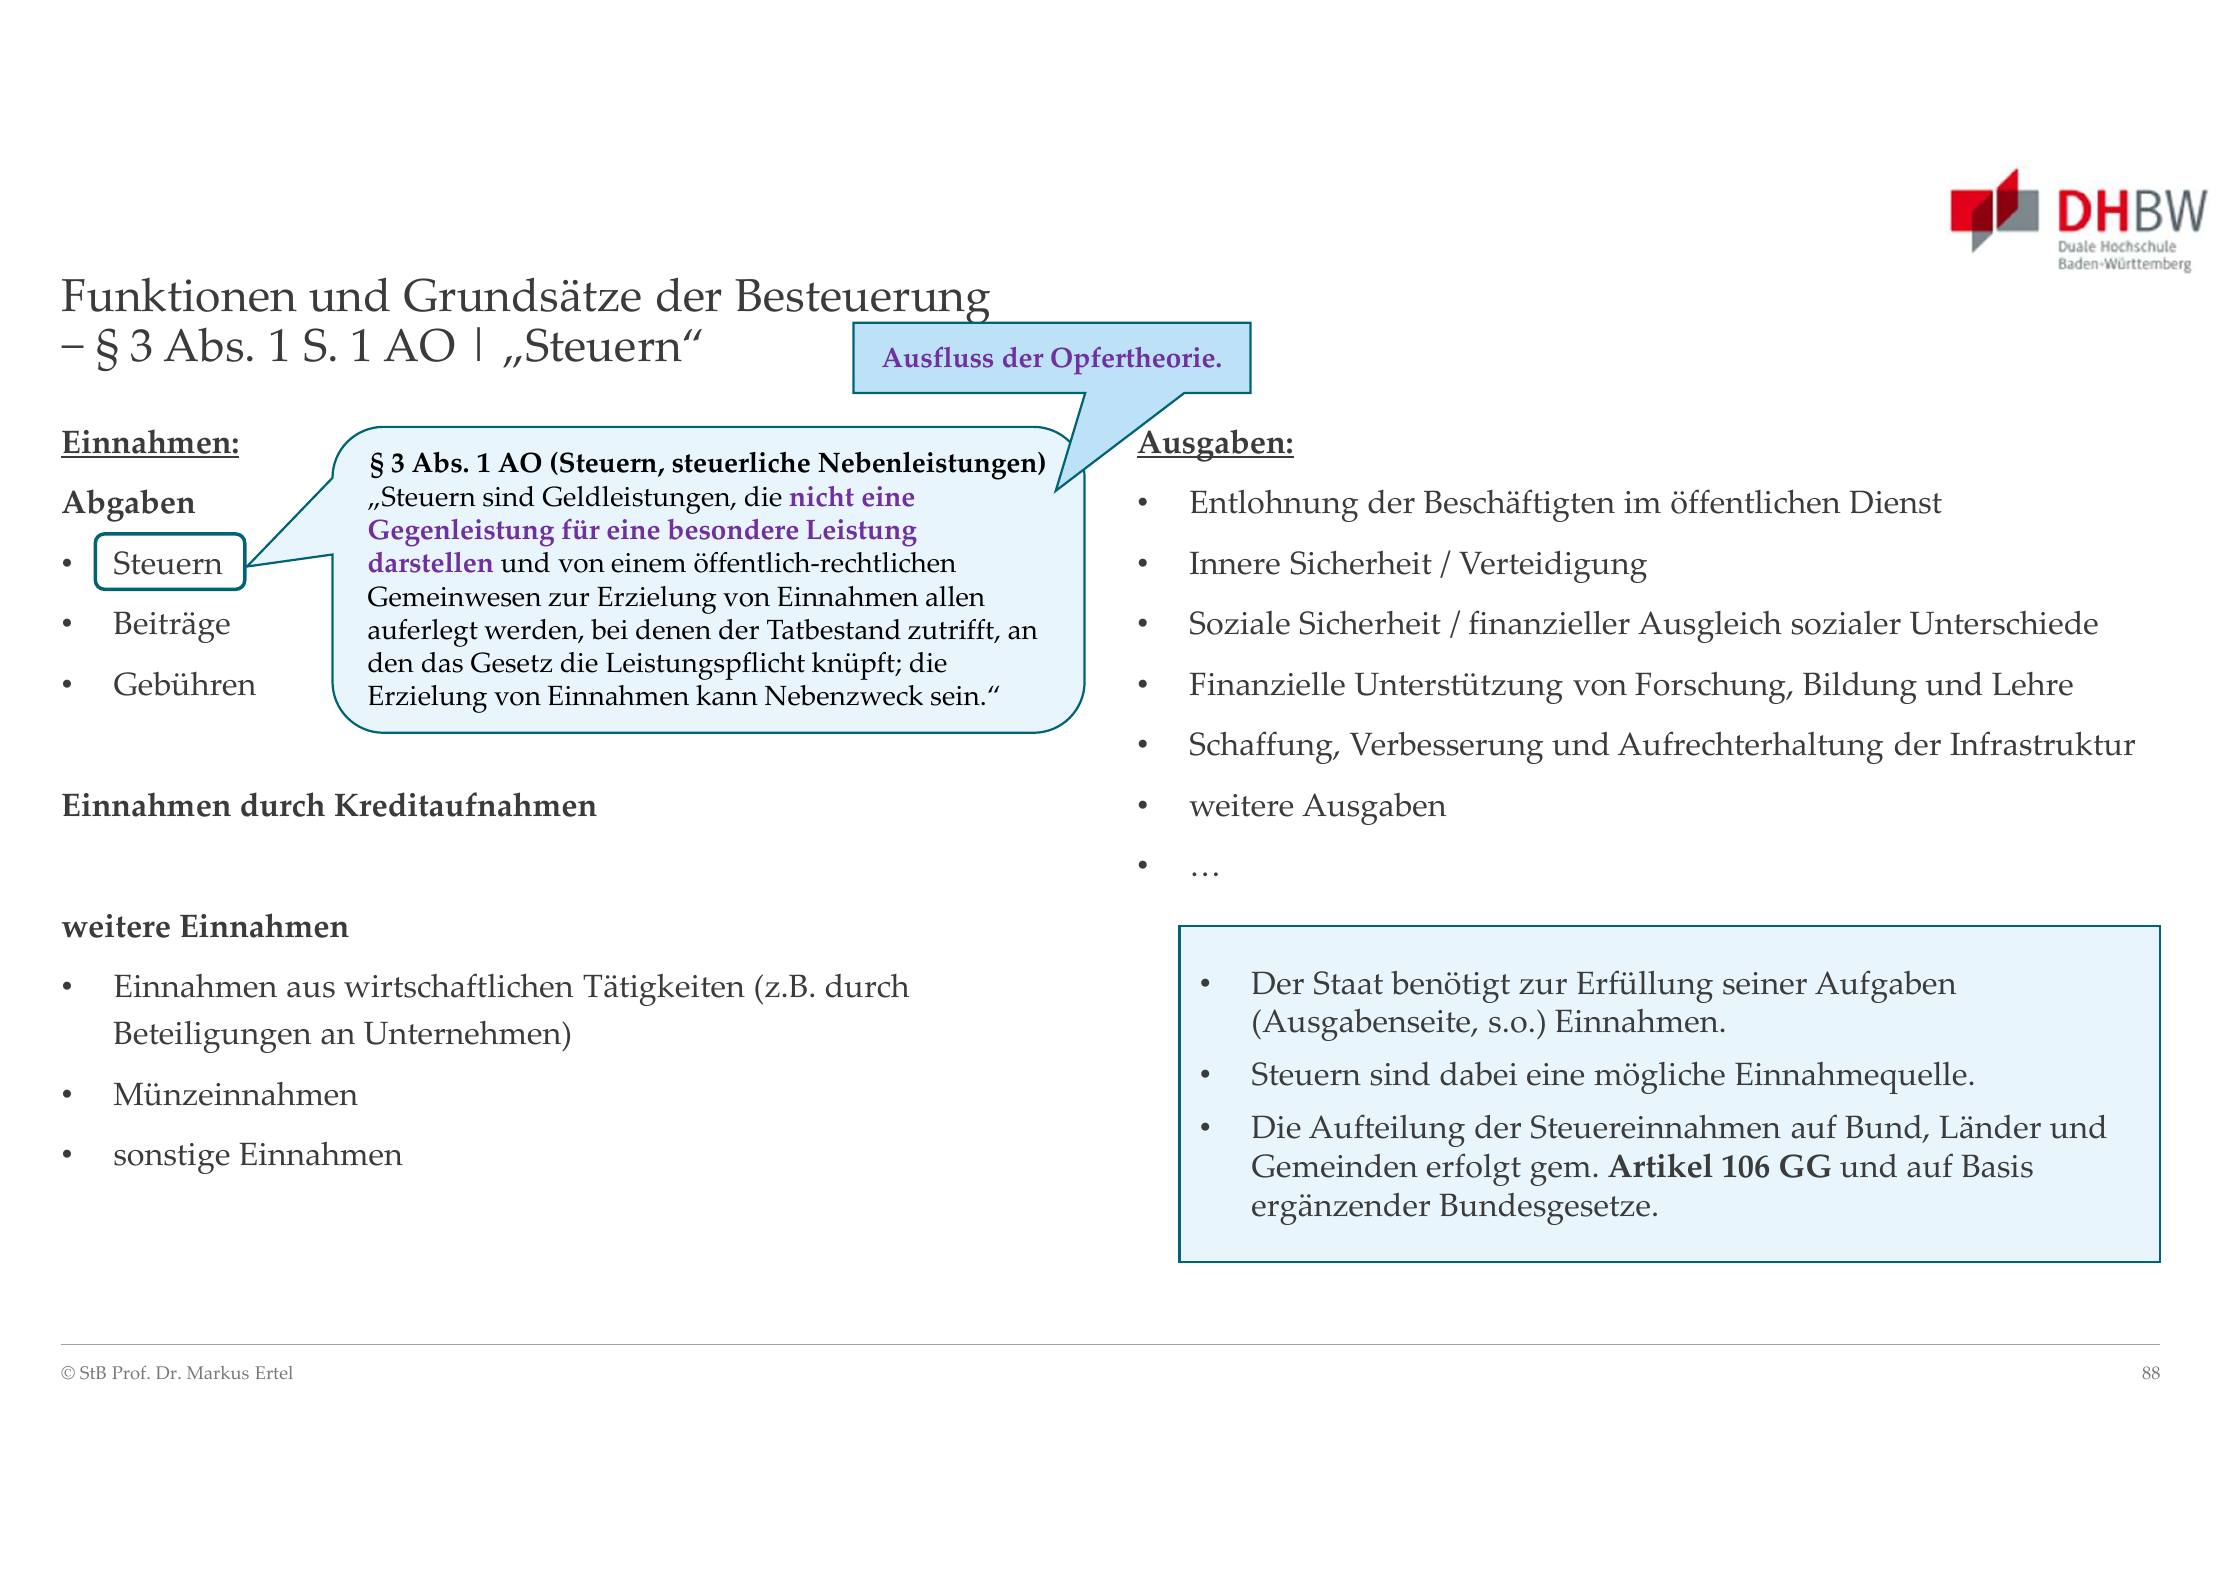 DHBW
Duale Hochschule
Baden-Württemberg
Funktionen und Grundsätze der Besteuerung
– § 3 Abs. 1 S. 1 AO | „Steuern“
Ausfluss der Opfertheorie.
Einnahmen:
Abgaben
• Steuern
• Beiträge
• Gebühren
§ 3 Abs. 1 AO (Steuern, steuerliche Nebenleistungen)
„Steuern sind Geldleistungen, die nicht eine
Gegenleistung für eine besondere Leistung
darstellen und von einem öffentlich-rechtlichen
Gemeinwesen zur Erzielung von Einnahmen allen
auferlegt werden, bei denen der Tatbestand zutrifft, an
den das Gesetz die Leistungspflicht knüpft; die
Erzielung von Einnahmen kann Nebenzweck sein.“
Einnahmen durch Kreditaufnahmen
weitere Einnahmen
• Einnahmen aus wirtschaftlichen Tätigkeiten (z.B. durch
Beteiligungen an Unternehmen)
• Münzeinnahmen
• sonstige Einnahmen
Ausgaben:
• Entlohnung der Beschäftigten im öffentlichen Dienst
• Innere Sicherheit / Verteidigung
• Soziale Sicherheit / finanzieller Ausgleich sozialer Unterschiede
• Finanzielle Unterstützung von Forschung, Bildung und Lehre
• Schaffung, Verbesserung und Aufrechterhaltung der Infrastruktur
• weitere Ausgaben
• …
• Der Staat benötigt zur Erfüllung seiner Aufgaben
(Ausgabenseite, s.o.) Einnahmen.
• Steuern sind dabei eine mögliche Einnahmequelle.
• Die Aufteilung der Steuereinnahmen auf Bund, Länder und
Gemeinden erfolgt gem. Artikel 106 GG und auf Basis
ergänzender Bundesgesetze.
© StB Prof. Dr. Markus Ertel
88